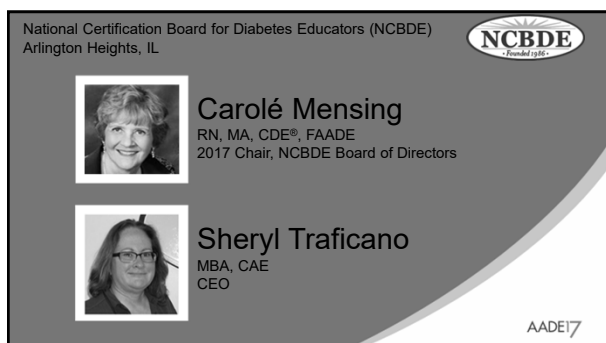 National Certification Board for Diabetes Educators (NCBDE)
Arlington Heights, IL
NCBDE
• Founded 1986 •
Carolé Mensing
RN, MA, CDE®, FAADE
2017 Chair, NCBDE Board of Directors
Sheryl Traficano
MBA, CAE
CEO
AADE17